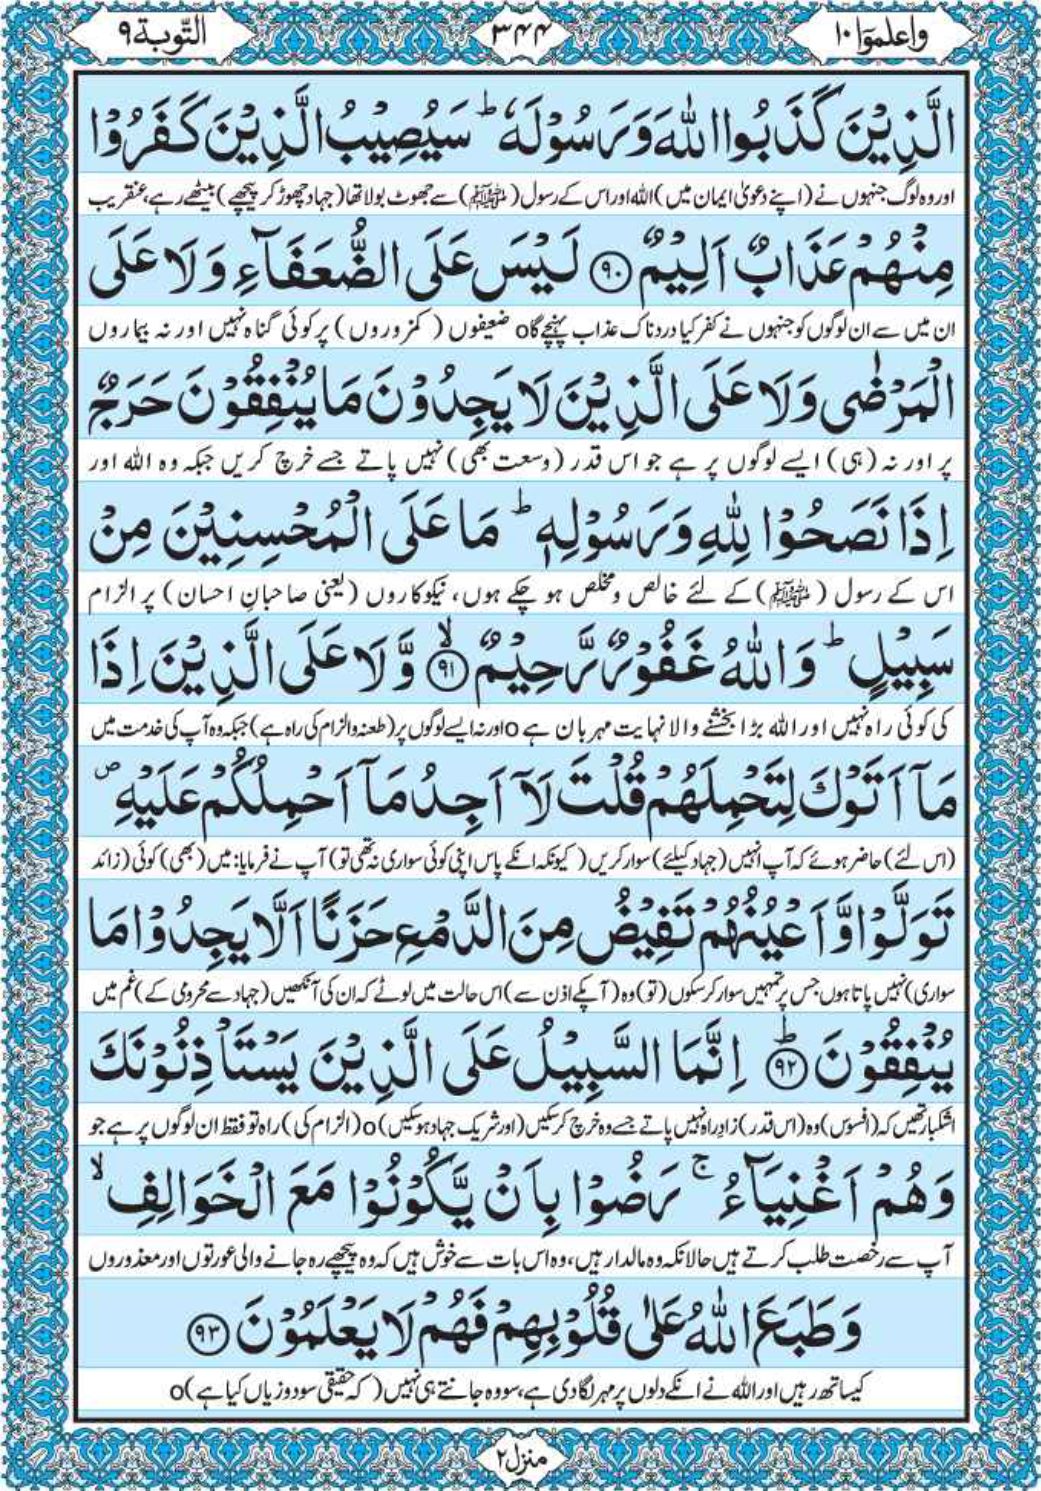 واعلموٓا ۱۰
۳۴۴
التّوبة ۹
الَّذِيْنَ كَذَبُوا اللّٰهَ وَرَسُوْلَهٗ ؕ سَيُصِيْبُ الَّذِيْنَ كَفَرُوْا
اور وہ لوگ جنہوں نے (اپنے دعویٰ ایمان میں) اللہ اور اس کے رسول (ﷺ) سے جھوٹ بولا تھا (جہاد چھوڑ کر پیچھے) بیٹھے رہے، عنقریب
مِنْهُمْ عَذَابٌ اَلِيْمٌ ﴿۹۰﴾ لَيْسَ عَلَى الضُّعَفَآءِ وَلَا عَلَى
ان میں سے ان لوگوں کو جنہوں نے کفر کیا دردناک عذاب پہنچے گا o ضعیفوں (کمزوروں) پر کوئی گناہ نہیں اور نہ بیماروں
الْمَرْضٰى وَلَا عَلَى الَّذِيْنَ لَا يَجِدُوْنَ مَا يُنْفِقُوْنَ حَرَجٌ
پر اور نہ (ہی) ایسے لوگوں پر ہے جو اس قدر (وسعت بھی) نہیں پاتے جسے خرچ کریں جبکہ وہ اللہ اور
اِذَا نَصَحُوْا لِلّٰهِ وَرَسُوْلِهٖ ؕ مَا عَلَى الْمُحْسِنِيْنَ مِنْ
اس کے رسول (ﷺ) کے لئے خالص و مخلص ہو چکے ہوں، نیکوکاروں (یعنی صاحبانِ احسان) پر الزام
سَبِيْلٍ ؕ وَاللّٰهُ غَفُوْرٌ رَّحِيْمٌ ﴿۹۱﴾ ۙ وَّلَا عَلَى الَّذِيْنَ اِذَا
کی کوئی راہ نہیں اور اللہ بڑا بخشنے والا نہایت مہربان ہے o اور نہ ایسے لوگوں پر (طعنہ والزام کی راہ ہے) جبکہ وہ آپ کی خدمت میں
مَآ اَتَوْكَ لِتَحْمِلَهُمْ قُلْتَ لَآ اَجِدُ مَآ اَحْمِلُكُمْ عَلَيْهِ ۪
(اس لئے) حاضر ہوئے کہ آپ انہیں (جہاد کیلئے) سوار کریں (کیونکہ انکے پاس اپنی کوئی سواری نہ تھی تو) آپ نے فرمایا: میں (بھی) کوئی (زائد
تَوَلَّوْا وَّاَعْيُنُهُمْ تَفِيْضُ مِنَ الدَّمْعِ حَزَنًا اَلَّا يَجِدُوْا مَا
سواری) نہیں پاتا ہوں جس پر تمہیں سوار کر سکوں (تو) وہ (آپکے اذن سے) اس حالت میں لوٹے کہ ان کی آنکھیں (جہاد سے محرومی کے) غم میں
يُنْفِقُوْنَ ﴿۹۲﴾ ؕ اِنَّمَا السَّبِيْلُ عَلَى الَّذِيْنَ يَسْتَاْذِنُوْنَكَ
اشکبار تھیں کہ (افسوس) وہ (اس قدر) زادِ راہ نہیں پاتے جسے وہ خرچ کر سکیں (اور شریک جہاد ہو سکیں) o (الزام کی) راہ تو فقط ان لوگوں پر ہے جو
وَهُمْ اَغْنِيَآءُ ۚ رَضُوْا بِاَنْ يَّكُوْنُوْا مَعَ الْخَوَالِفِ ۙ
آپ سے رخصت طلب کرتے ہیں حالانکہ وہ مالدار ہیں، وہ اس بات سے خوش ہیں کہ وہ پیچھے رہ جانے والی عورتوں اور معذوروں
وَطَبَعَ اللّٰهُ عَلٰى قُلُوْبِهِمْ فَهُمْ لَا يَعْلَمُوْنَ ﴿۹۳﴾
کیساتھ رہیں اور اللہ نے انکے دلوں پر مہر لگا دی ہے، سو وہ جانتے ہی نہیں (کہ حقیقی سود و زیاں کیا ہے) o
منزل ۲